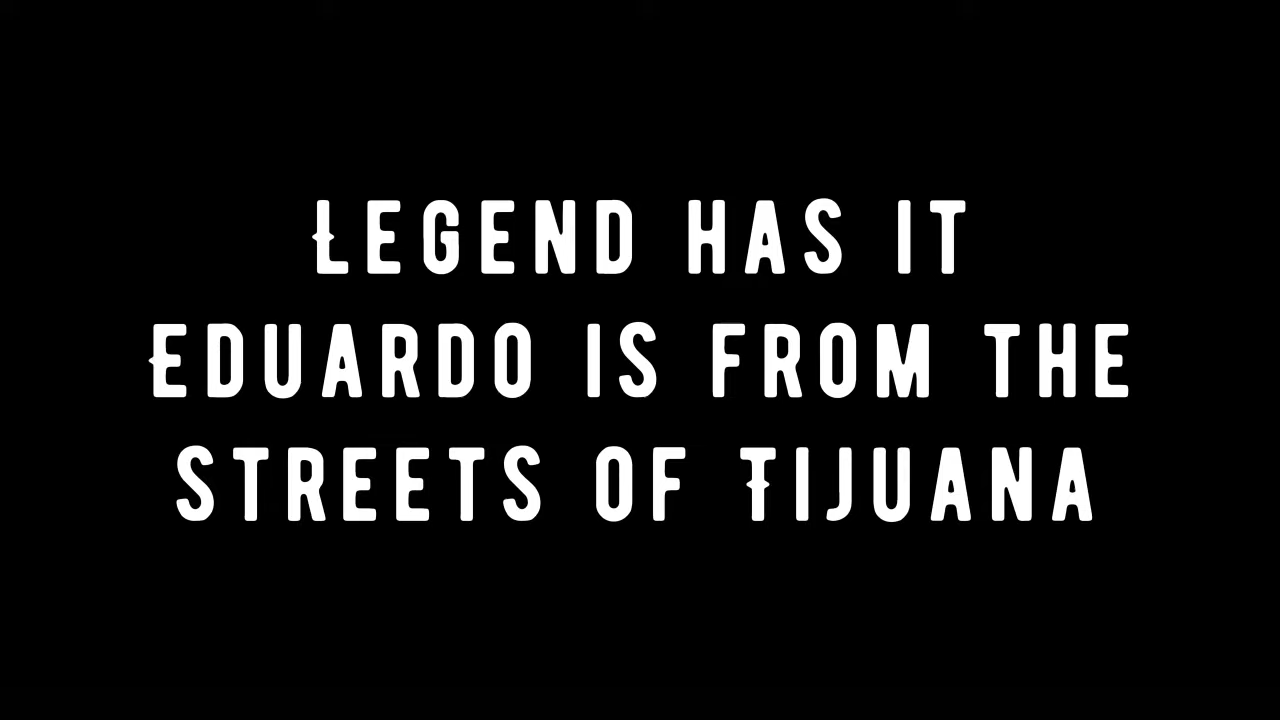 Legend has it
Eduardo is from the
streets of Tijuana